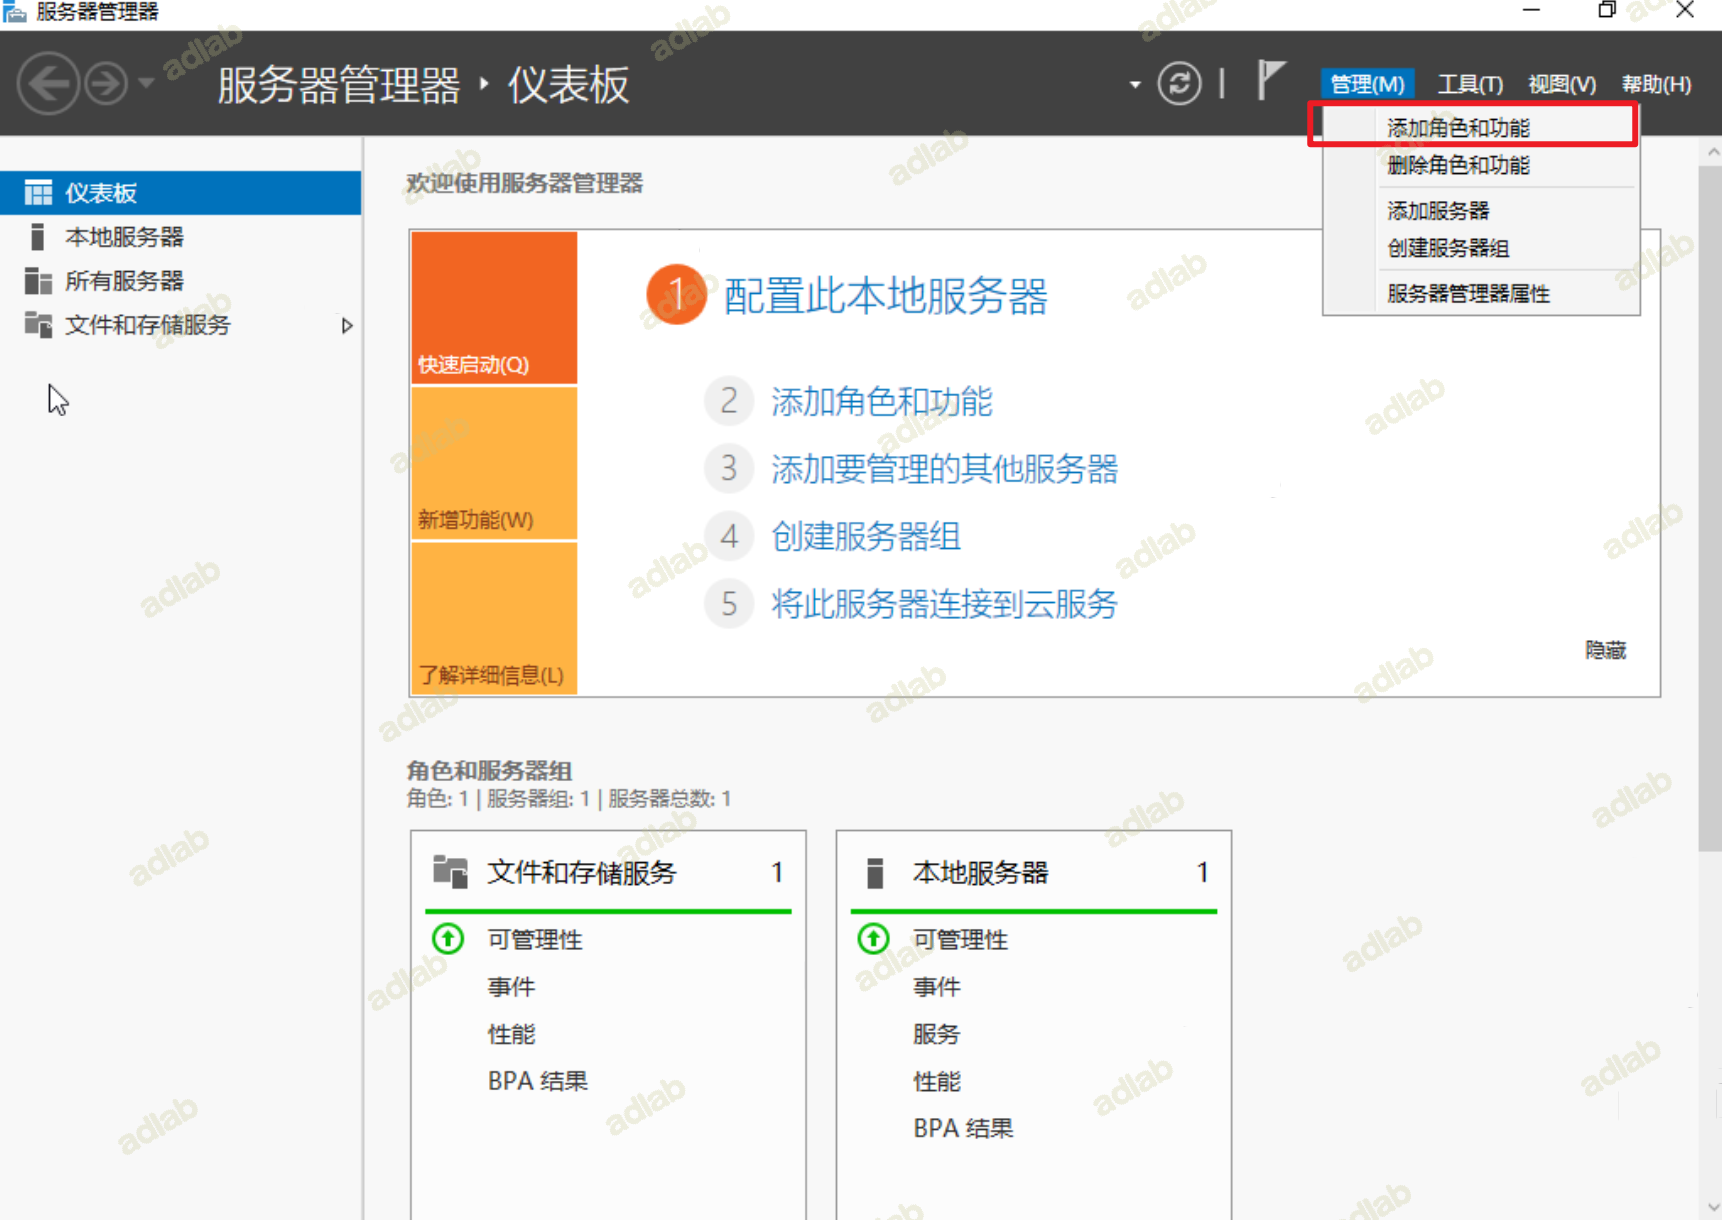 服务器管理器
服务器管理器 ‣ 仪表板
管理(M) 工具(T) 视图(V) 帮助(H)
添加角色和功能
删除角色和功能
添加服务器
创建服务器组
服务器管理器属性
仪表板
本地服务器
所有服务器
文件和存储服务
欢迎使用服务器管理器
快速启动(Q)
新增功能(W)
了解详细信息(L)
1 配置此本地服务器
2 添加角色和功能
3 添加要管理的其他服务器
4 创建服务器组
5 将此服务器连接到云服务
隐藏
角色和服务器组
角色: 1 | 服务器组: 1 | 服务器总数: 1
文件和存储服务 1
可管理性
事件
性能
BPA 结果
本地服务器 1
可管理性
事件
服务
性能
BPA 结果
adlab